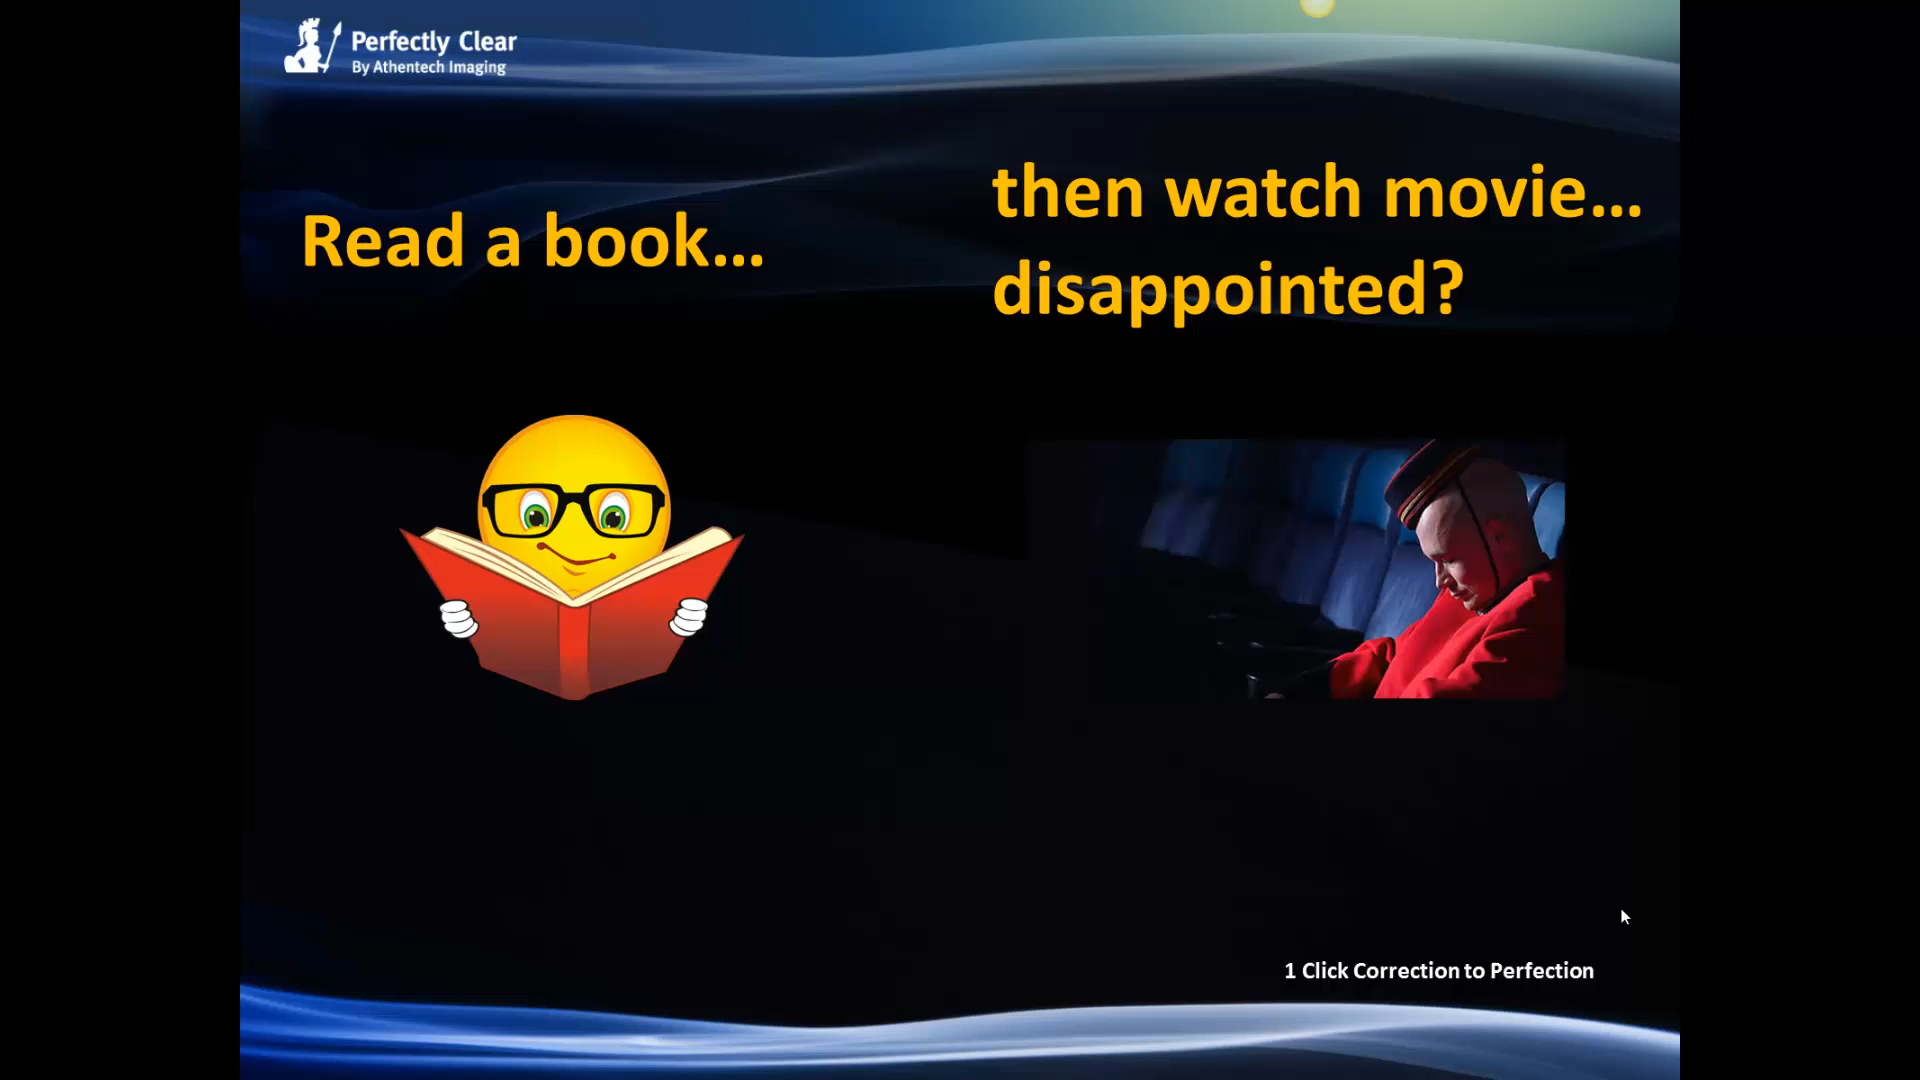 Perfectly Clear
By Athentech Imaging
Read a book...
then watch movie...
disappointed?
1 Click Correction to Perfection